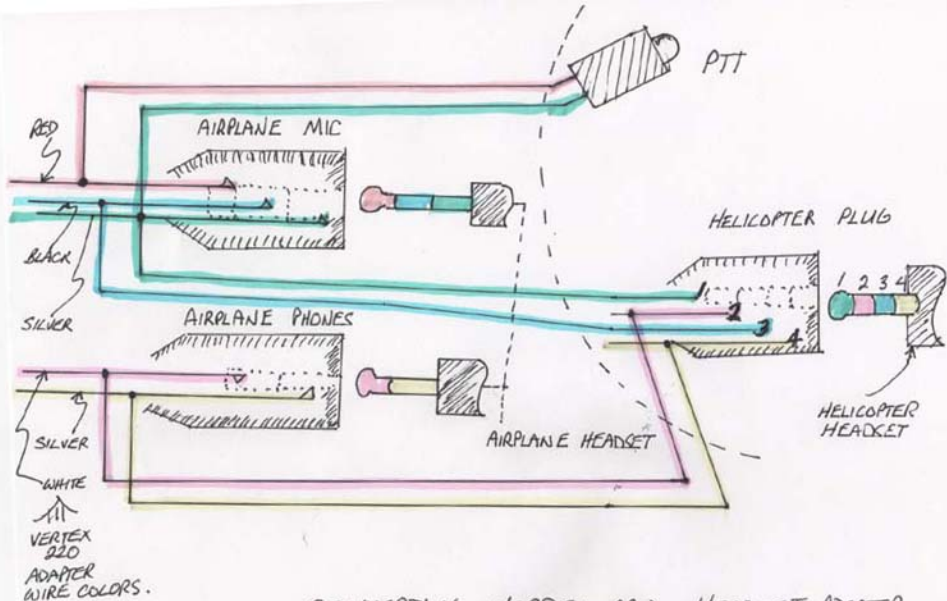 PTT
RED
AIRPLANE MIC
HELICOPTER PLUG
BLACK
SILVER
AIRPLANE PHONES
1
2
3
4
1 2 3 4
SILVER
WHITE
AIRPLANE HEADSET
HELICOPTER
HEADSET
VERTEX
220
ADAPTER
WIRE COLORS.